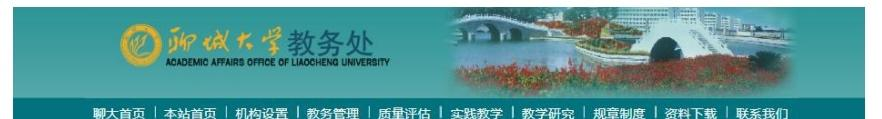 聊城大学教务处
ACADEMIC AFFAIRS OFFICE OF LIAOCHENG UNIVERSITY
聊大首页 | 本站首页 | 机构设置 | 教务管理 | 质量评估 | 实践教学 | 教学研究 | 规章制度 | 资料下载 | 联系我们